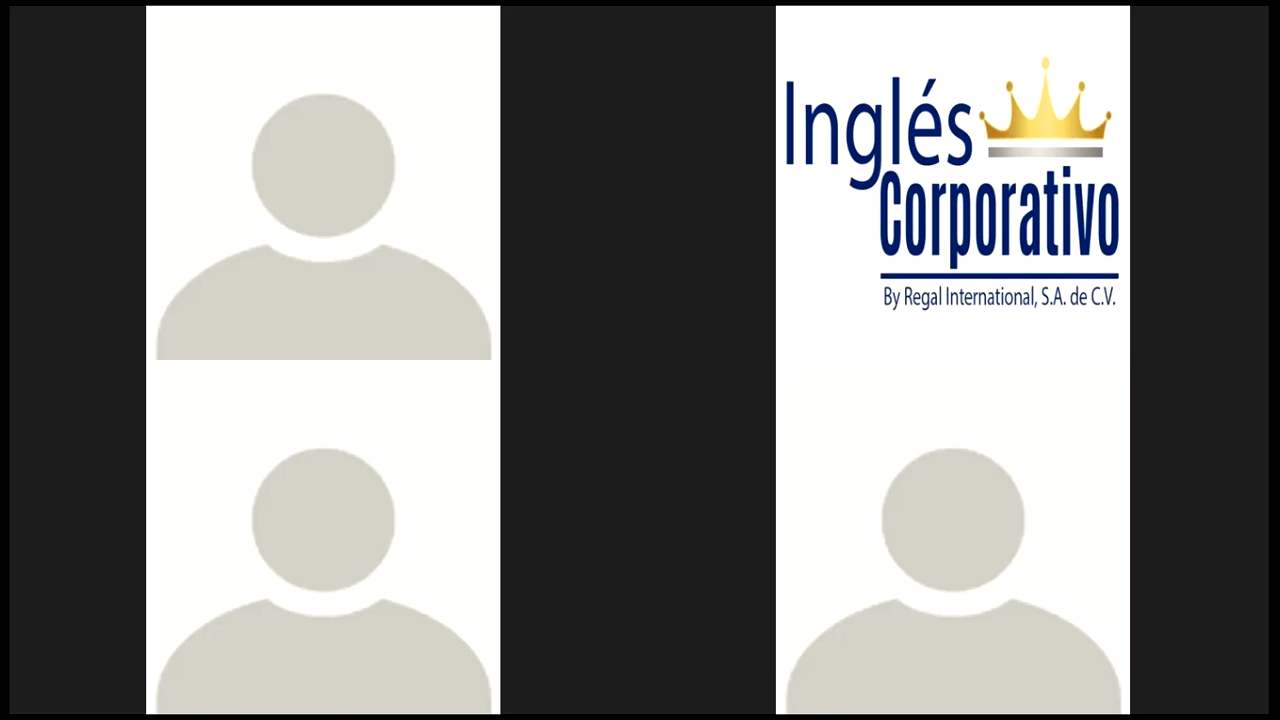 Inglés
Corporativo
By Regal International, S.A. de C.V.